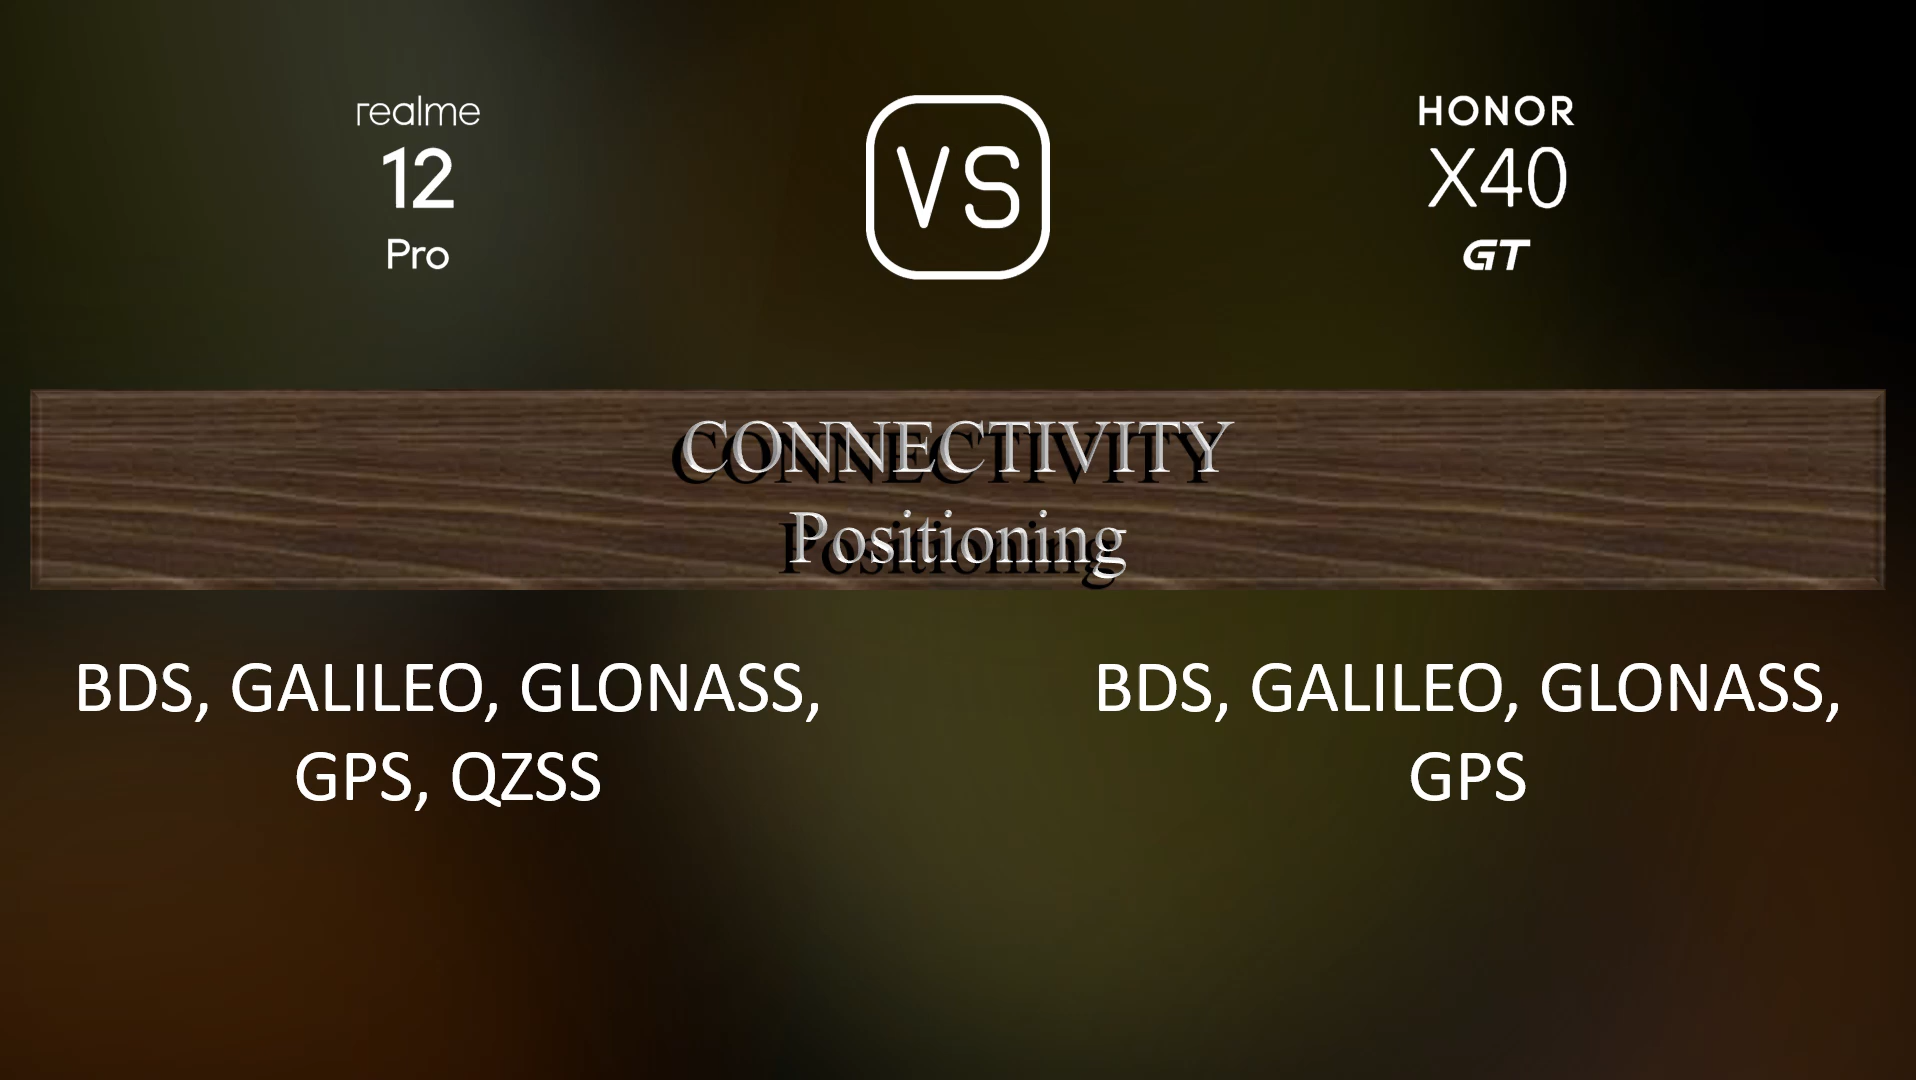 realme
12
Pro
VS
HONOR
X40
GT
CONNECTIVITY
Positioning
BDS, GALILEO, GLONASS,
GPS, QZSS
BDS, GALILEO, GLONASS,
GPS